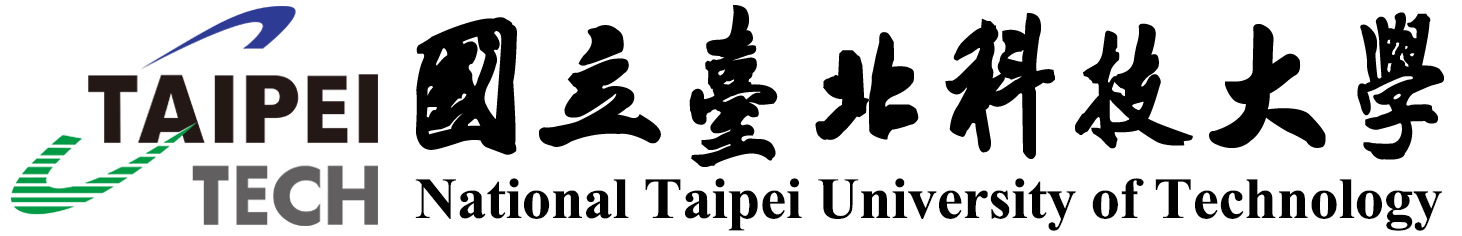 TAIPEI
TECH
國立臺北科技大學
National Taipei University of Technology